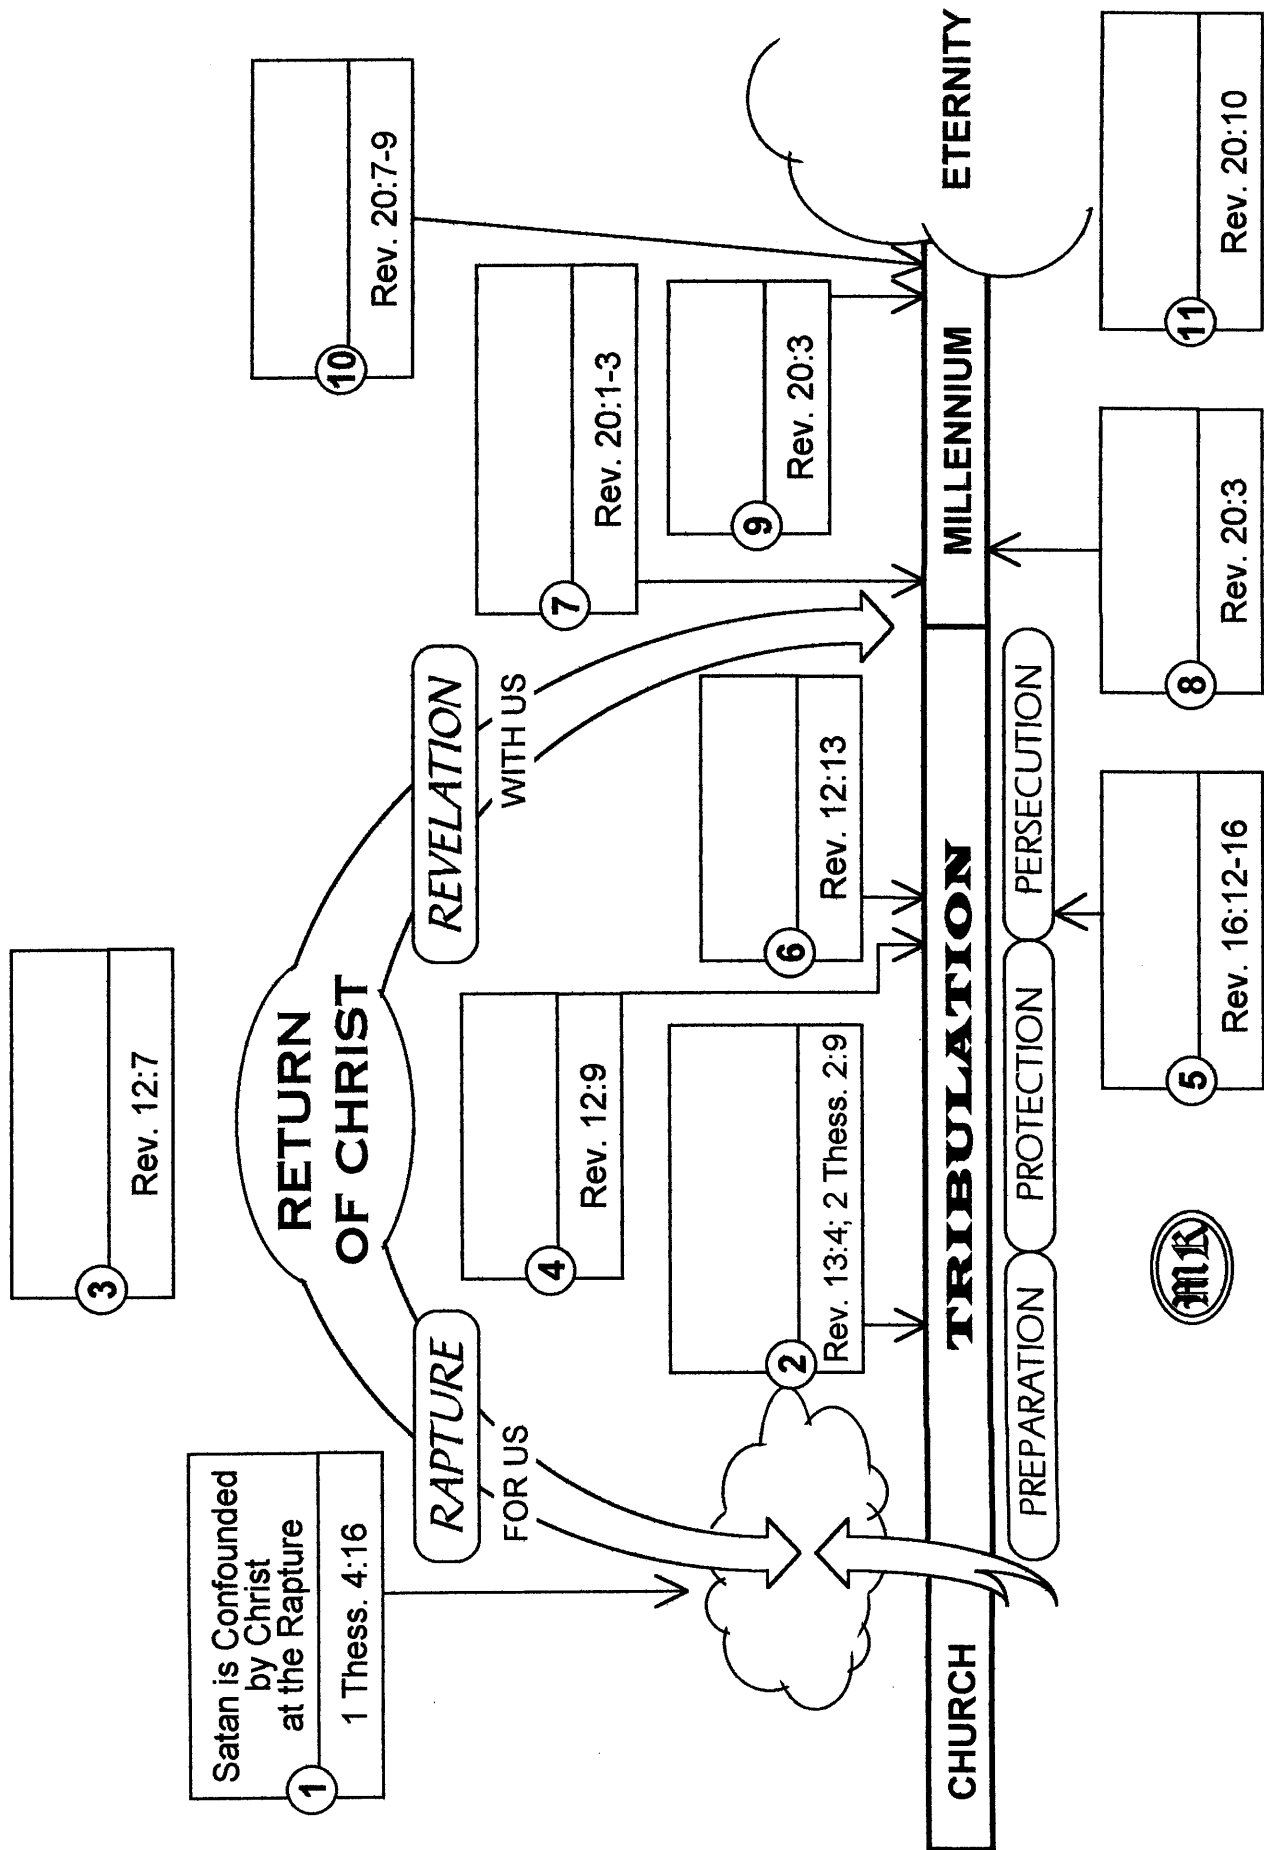 3
Rev. 12:7
10
Rev. 20:7-9
1
Satan is Confounded
by Christ
at the Rapture
1 Thess. 4:16
RETURN
OF CHRIST
RAPTURE
FOR US
REVELATION
WITH US
4
Rev. 12:9
7
Rev. 20:1-3
2
Rev. 13:4; 2 Thess. 2:9
6
Rev. 12:13
9
Rev. 20:3
CHURCH
TRIBULATION
MILLENNIUM
ETERNITY
PREPARATION
PROTECTION
PERSECUTION
MR
5
Rev. 16:12-16
8
Rev. 20:3
11
Rev. 20:10